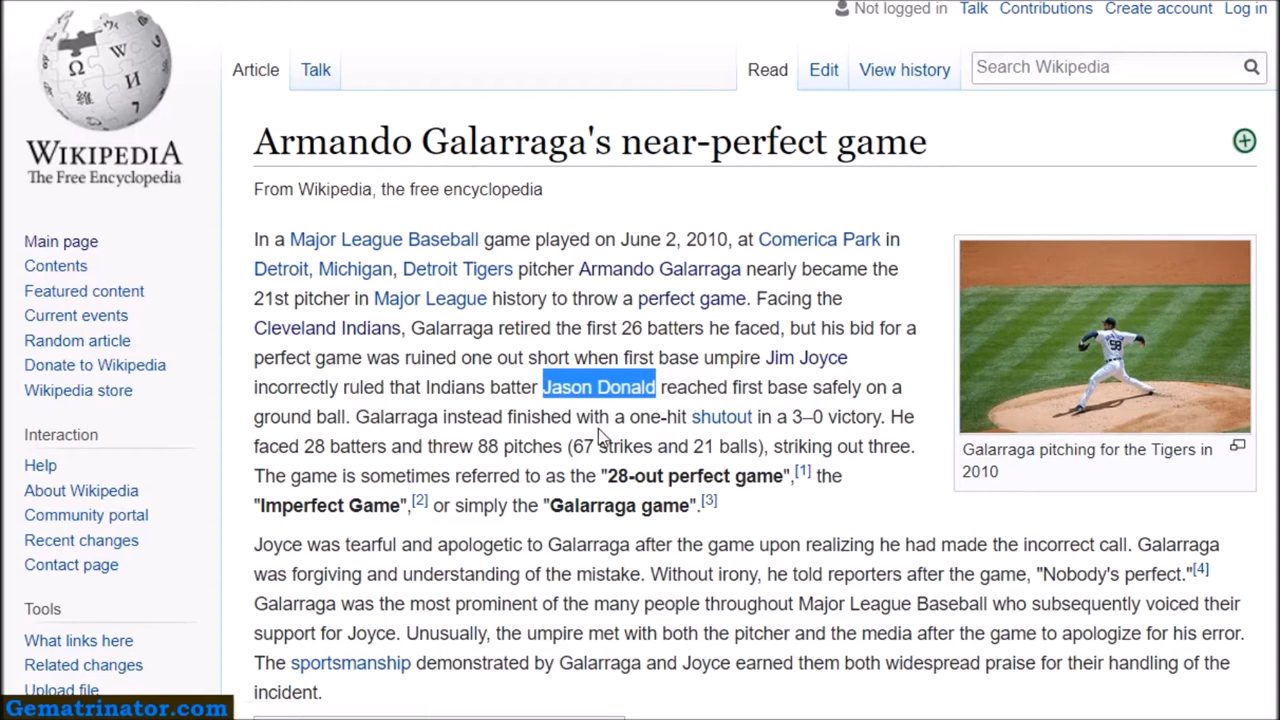 Not logged in Talk Contributions Create account Log in
Article Talk Read Edit View history Search Wikipedia
WIKIPEDIA
The Free Encyclopedia
Main page
Contents
Featured content
Current events
Random article
Donate to Wikipedia
Wikipedia store
Interaction
Help
About Wikipedia
Community portal
Recent changes
Contact page
Tools
What links here
Related changes
Upload file
Armando Galarraga's near-perfect game
From Wikipedia, the free encyclopedia
In a Major League Baseball game played on June 2, 2010, at Comerica Park in
Detroit, Michigan, Detroit Tigers pitcher Armando Galarraga nearly became the
21st pitcher in Major League history to throw a perfect game. Facing the
Cleveland Indians, Galarraga retired the first 26 batters he faced, but his bid for a
perfect game was ruined one out short when first base umpire Jim Joyce
incorrectly ruled that Indians batter Jason Donald reached first base safely on a
ground ball. Galarraga instead finished with a one-hit shutout in a 3–0 victory. He
faced 28 batters and threw 88 pitches (67 strikes and 21 balls), striking out three.
The game is sometimes referred to as the "28-out perfect game",[1] the
"Imperfect Game",[2] or simply the "Galarraga game".[3]
58
Galarraga pitching for the Tigers in
2010
Joyce was tearful and apologetic to Galarraga after the game upon realizing he had made the incorrect call. Galarraga
was forgiving and understanding of the mistake. Without irony, he told reporters after the game, "Nobody's perfect."[4]
Galarraga was the most prominent of the many people throughout Major League Baseball who subsequently voiced their
support for Joyce. Unusually, the umpire met with both the pitcher and the media after the game to apologize for his error.
The sportsmanship demonstrated by Galarraga and Joyce earned them both widespread praise for their handling of the
incident.
Gematrinator.com